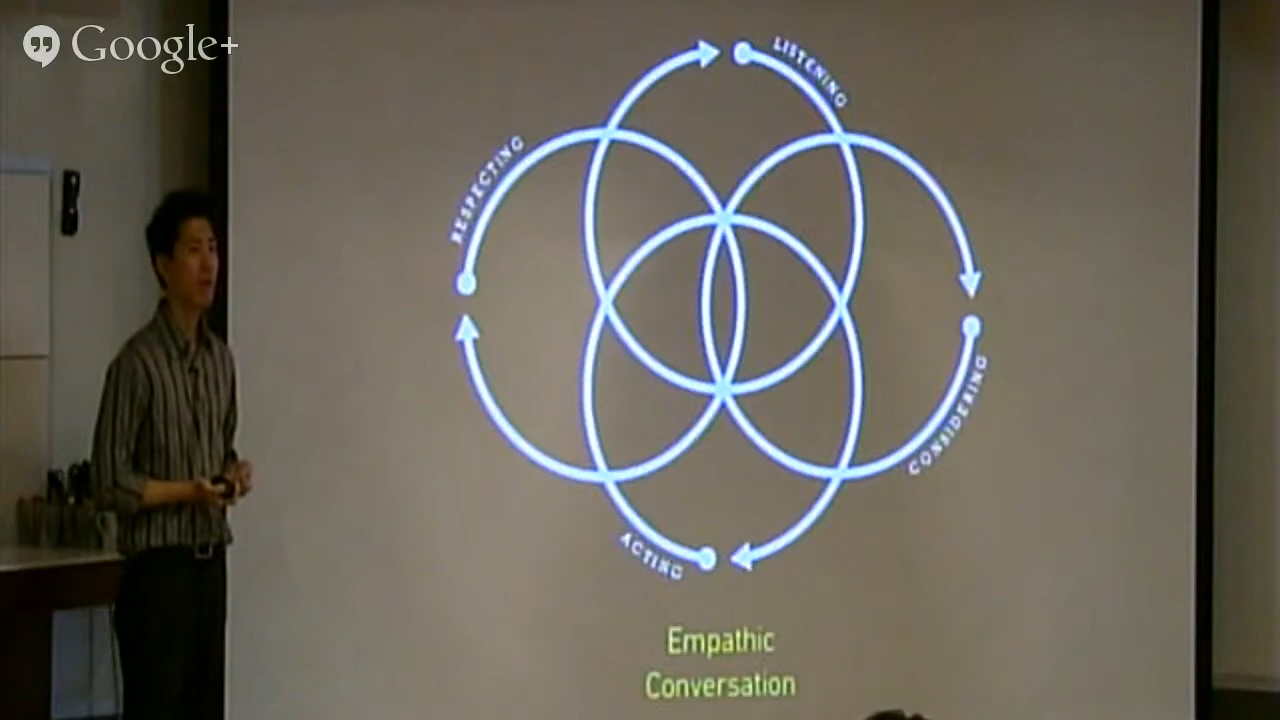 Google+
LISTENING
RESPECTING
CONSIDERING
ACTING
Empathic
Conversation